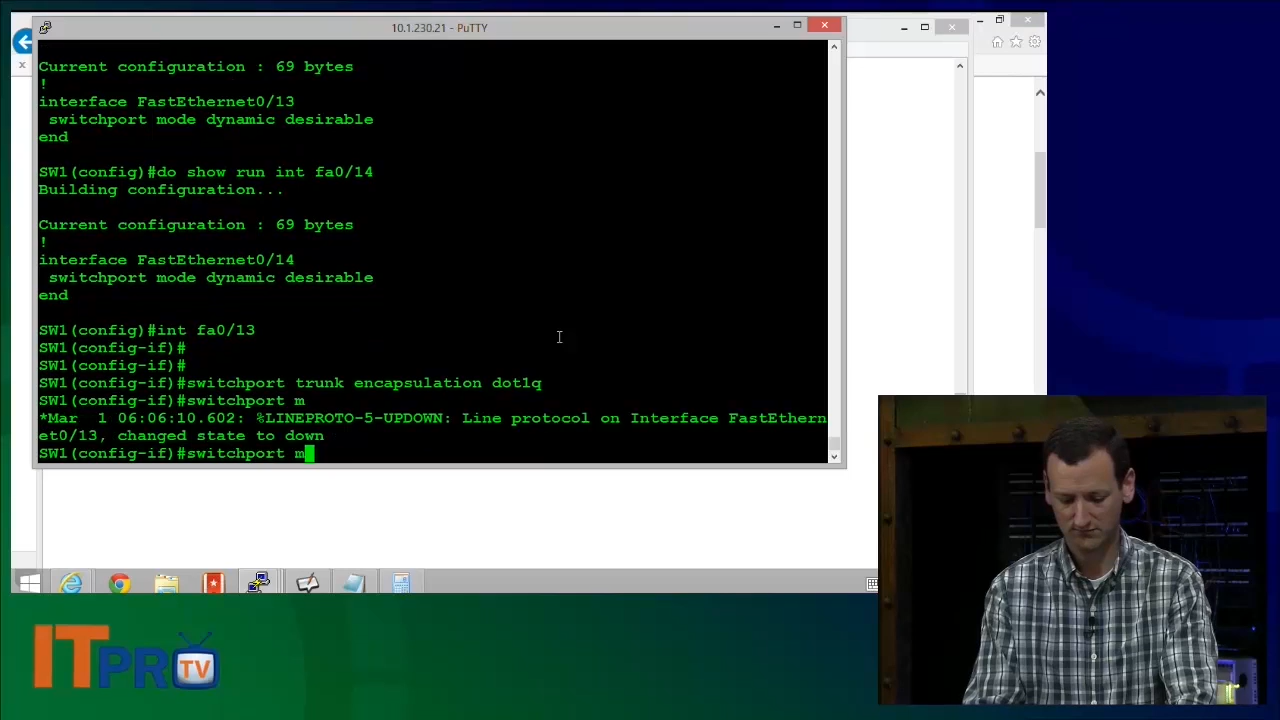 10.1.230.21 - PuTTY
Current configuration : 69 bytes
!
interface FastEthernet0/13
 switchport mode dynamic desirable
end
SW1(config)#do show run int fa0/14
Building configuration...
Current configuration : 69 bytes
!
interface FastEthernet0/14
 switchport mode dynamic desirable
end
SW1(config)#int fa0/13
SW1(config-if)#
SW1(config-if)#
SW1(config-if)#switchport trunk encapsulation dot1q
SW1(config-if)#switchport m
*Mar  1 06:06:10.602: %LINEPROTO-5-UPDOWN: Line protocol on Interface FastEthern
et0/13, changed state to down
SW1(config-if)#switchport m
ITPRO
TV